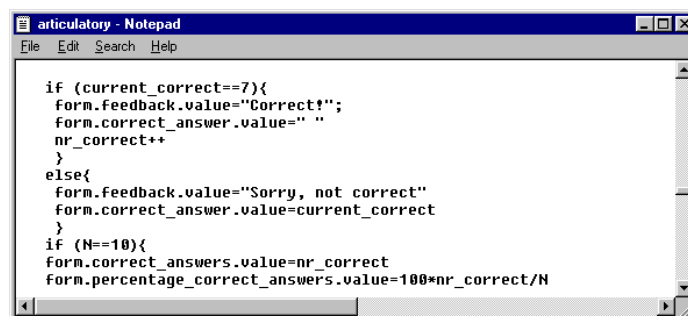 articulatory - Notepad
File Edit Search Help
if (current_correct==7){
form.feedback.value="Correct!";
form.correct_answer.value=" "
nr_correct++
}
else{
form.feedback.value="Sorry, not correct"
form.correct_answer.value=current_correct
}
if (N==10){
form.correct_answers.value=nr_correct
form.percentage_correct_answers.value=100*nr_correct/N